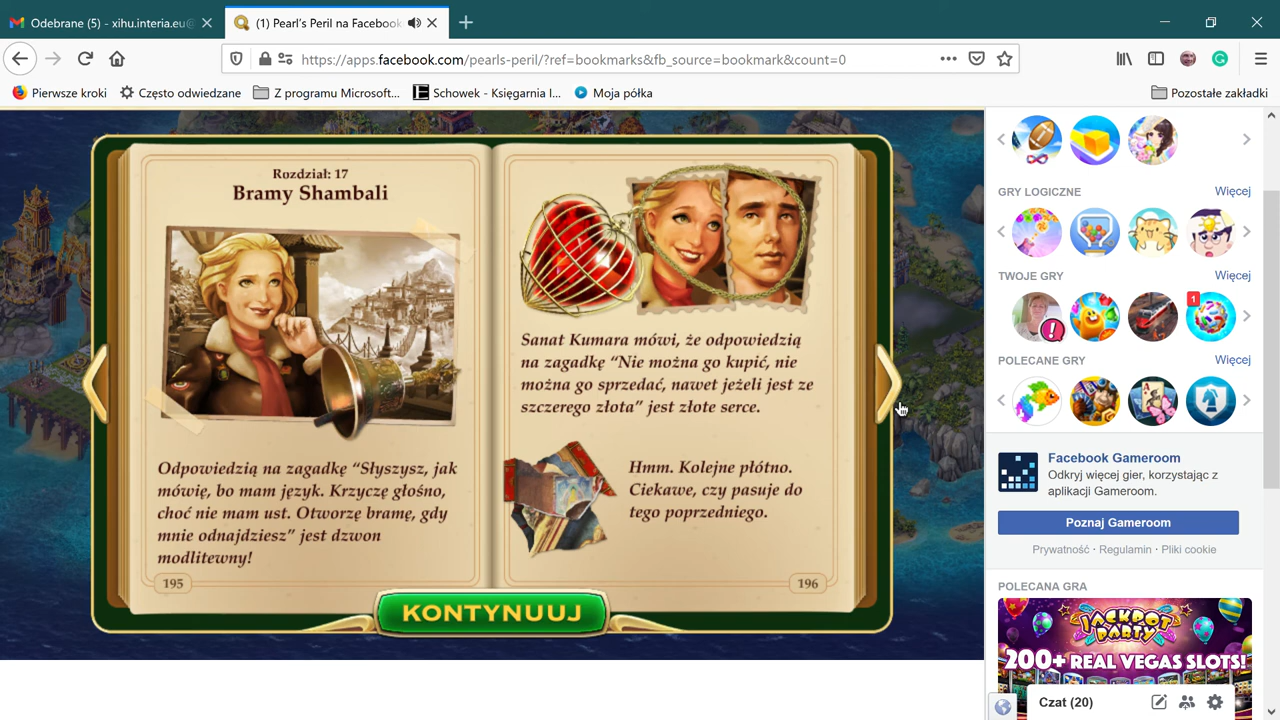 Odebrane (5) - xihu.interia.eu@
(1) Pearl's Peril na Facebook
https://apps.facebook.com/pearls-peril/?ref=bookmarks&fb_source=bookmark&count=0
Pierwsze kroki
Często odwiedzane
Z programu Microsoft...
Schowek - Księgarnia I...
Moja półka
Pozostałe zakładki
Rozdział: 17
Bramy Shambali
Odpowiedzią na zagadkę “Słyszysz, jak
mówię, bo mam język. Krzyczę głośno,
choć nie mam ust. Otworzę bramę, gdy
mnie odnajdziesz” jest dzwon
modlitewny!
195
Sanat Kumara mówi, że odpowiedzią
na zagadkę “Nie można go kupić, nie
można go sprzedać, nawet jeżeli jest ze
szczerego złota” jest złote serce.
Hmm. Kolejne płótno.
Ciekawe, czy pasuje do
tego poprzedniego.
196
KONTYNUUJ
GRY LOGICZNE
Więcej
TWOJE GRY
Więcej
1
POLECANE GRY
Więcej
Facebook Gameroom
Odkryj więcej gier, korzystając z
aplikacji Gameroom.
Poznaj Gameroom
Prywatność · Regulamin · Pliki cookie
POLECANA GRA
JACKPOT
PARTY
200+ REAL VEGAS SLOTS!
Czat (20)